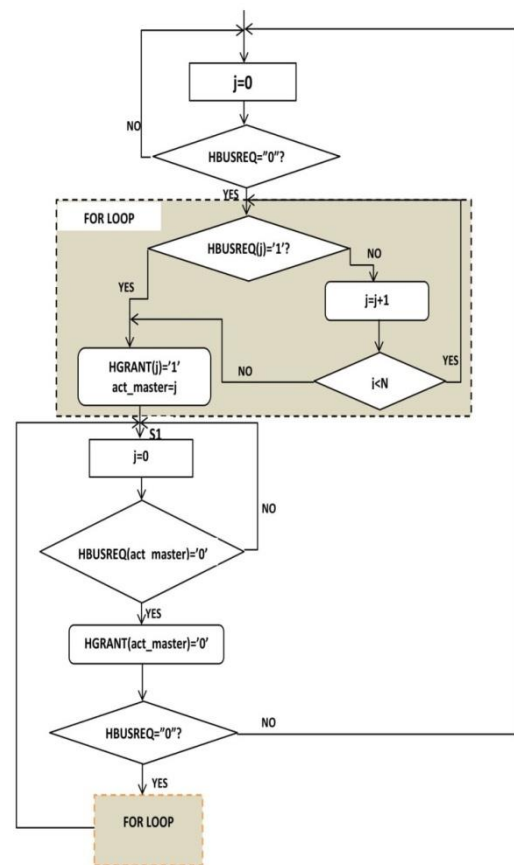 j=0
NO
HBUSREQ="0"?
YES
FOR LOOP
HBUSREQ(j)='1'?
NO
YES
j=j+1
NO
YES
HGRANT(j)='1'
act_master=j
j<N
S1
j=0
NO
HBUSREQ(act master)='0'
YES
HGRANT(act_master)='0'
HBUSREQ="0"?
NO
YES
FOR LOOP